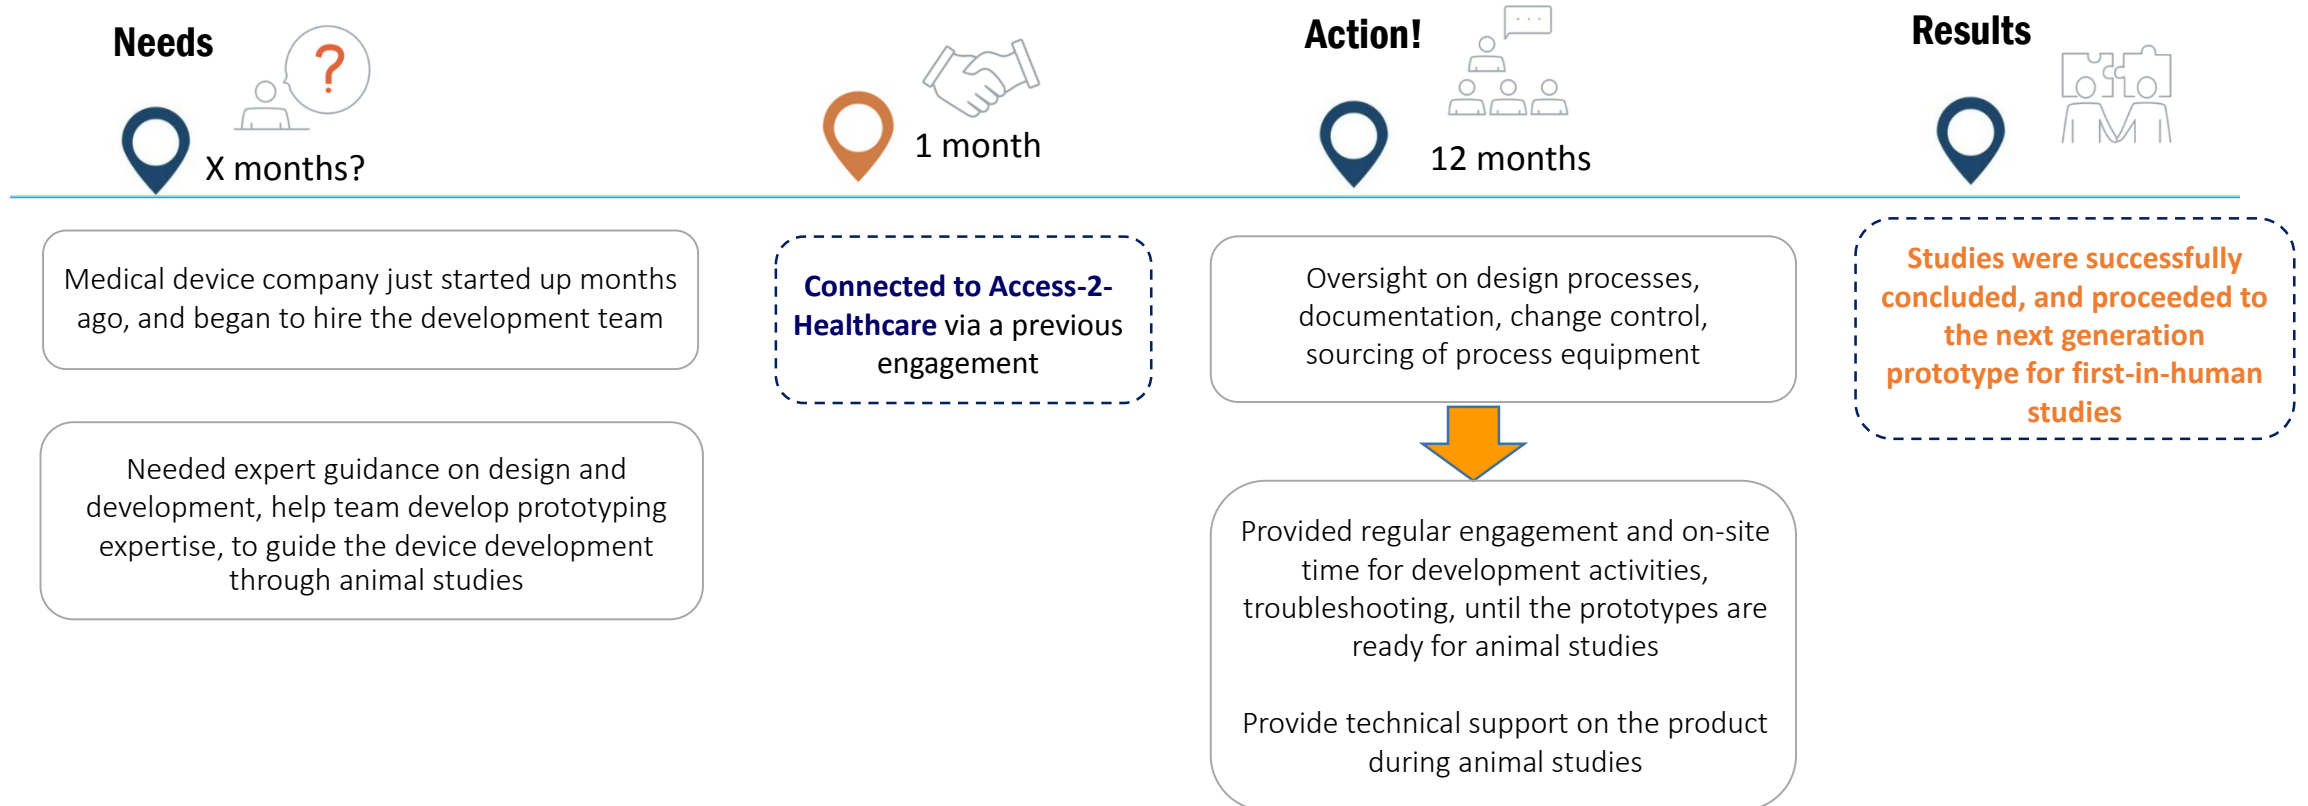 Needs
?
X months?
1 month
Action!
12 months
Results
Medical device company just started up months
ago, and began to hire the development team
Needed expert guidance on design and
development, help team develop prototyping
expertise, to guide the device development
through animal studies
Connected to Access-2-
Healthcare via a previous
engagement
Oversight on design processes,
documentation, change control,
sourcing of process equipment
Provided regular engagement and on-site
time for development activities,
troubleshooting, until the prototypes are
ready for animal studies
Provide technical support on the product
during animal studies
Studies were successfully
concluded, and proceeded to
the next generation
prototype for first-in-human
studies